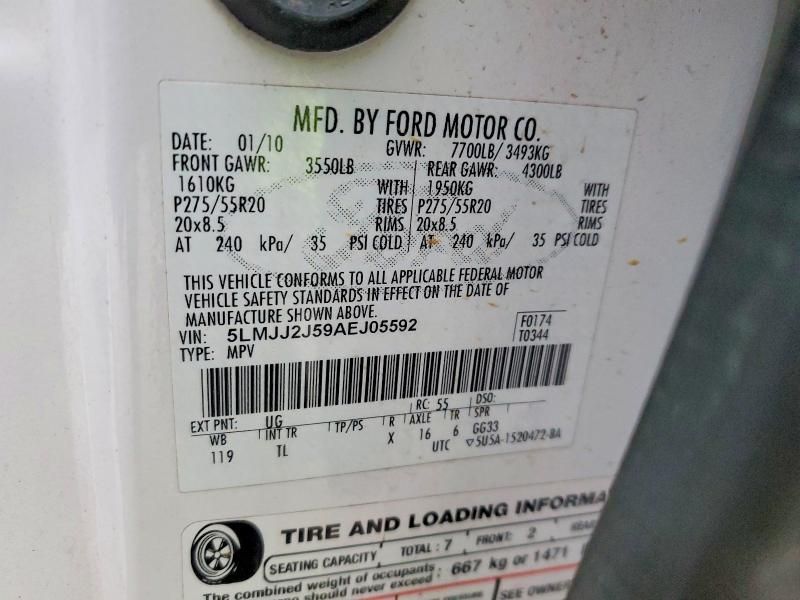 MFD. BY FORD MOTOR CO.
DATE: 01/10 GVWR: 7700LB/ 3493KG
FRONT GAWR: 3550LB REAR GAWR: 4300LB
1610KG WITH 1950KG WITH
P275/55R20 TIRES P275/55R20 TIRES
20x8.5 RIMS 20x8.5 RIMS
AT 240 kPa/ 35 PSI COLD AT 240 kPa/ 35 PSI COLD
THIS VEHICLE CONFORMS TO ALL APPLICABLE FEDERAL MOTOR
VEHICLE SAFETY STANDARDS IN EFFECT ON THE DATE OF
MANUFACTURE SHOWN ABOVE.
VIN: 5LMJJ2J59AEJ05592 F0174
TYPE: MPV T0344
EXT PNT: UG RC: 55 DSO:
WB INT TR TP/PS R AXLE TR SPR
119 TL X 16 6 GG33
UTC ▽5U5A-1520472-BA
TIRE AND LOADING
SEATING CAPACITY TOTAL: 7 FRONT: 2
The combined weight of occupants
should never exceed: 667 kg or 1471
SEE OWNER